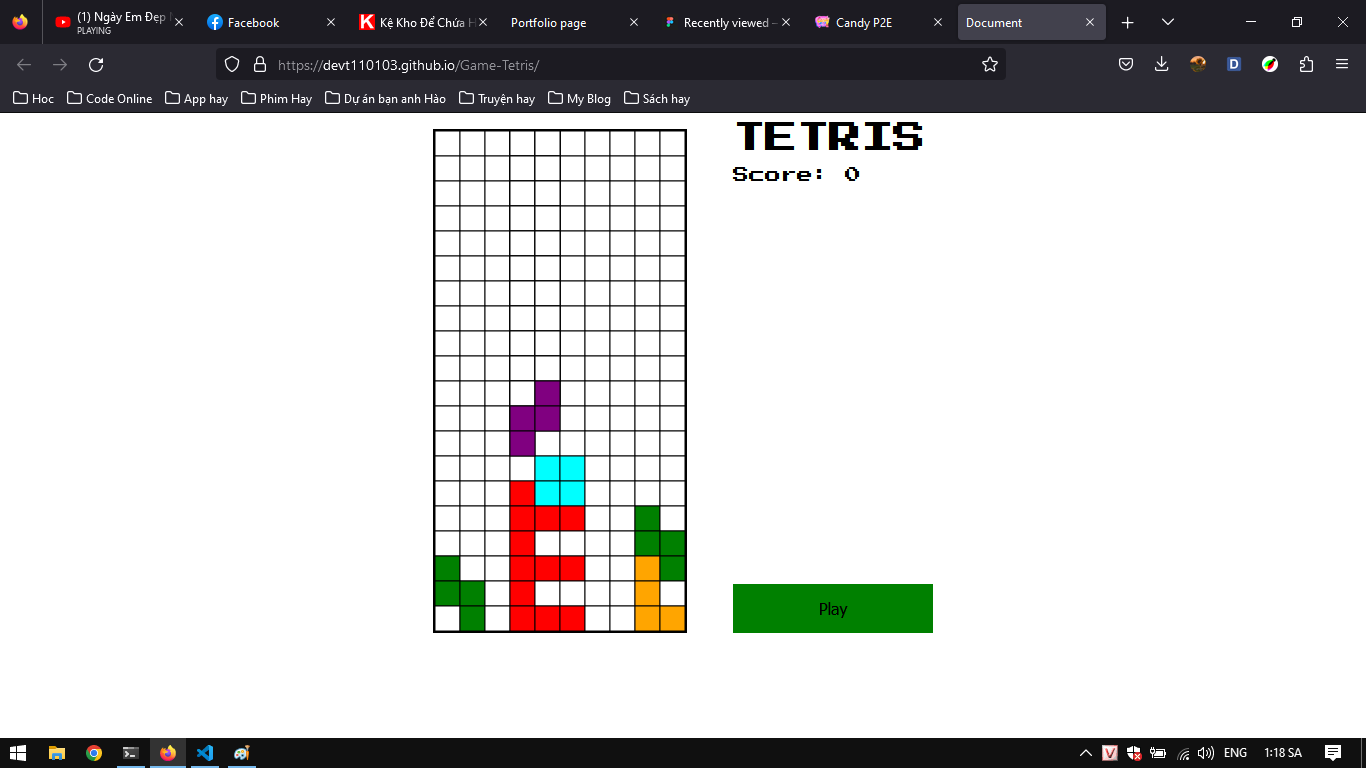 (1) Ngày Em Đẹp
PLAYING
Facebook
Kệ Kho Để Chứa H
Portfolio page
Recently viewed –
Candy P2E
Document
https://devt110103.github.io/Game-Tetris/
Hoc
Code Online
App hay
Phim Hay
Dự án bạn anh Hào
Truyện hay
My Blog
Sách hay
TETRIS
Score: 0
Play
ENG
1:18 SA